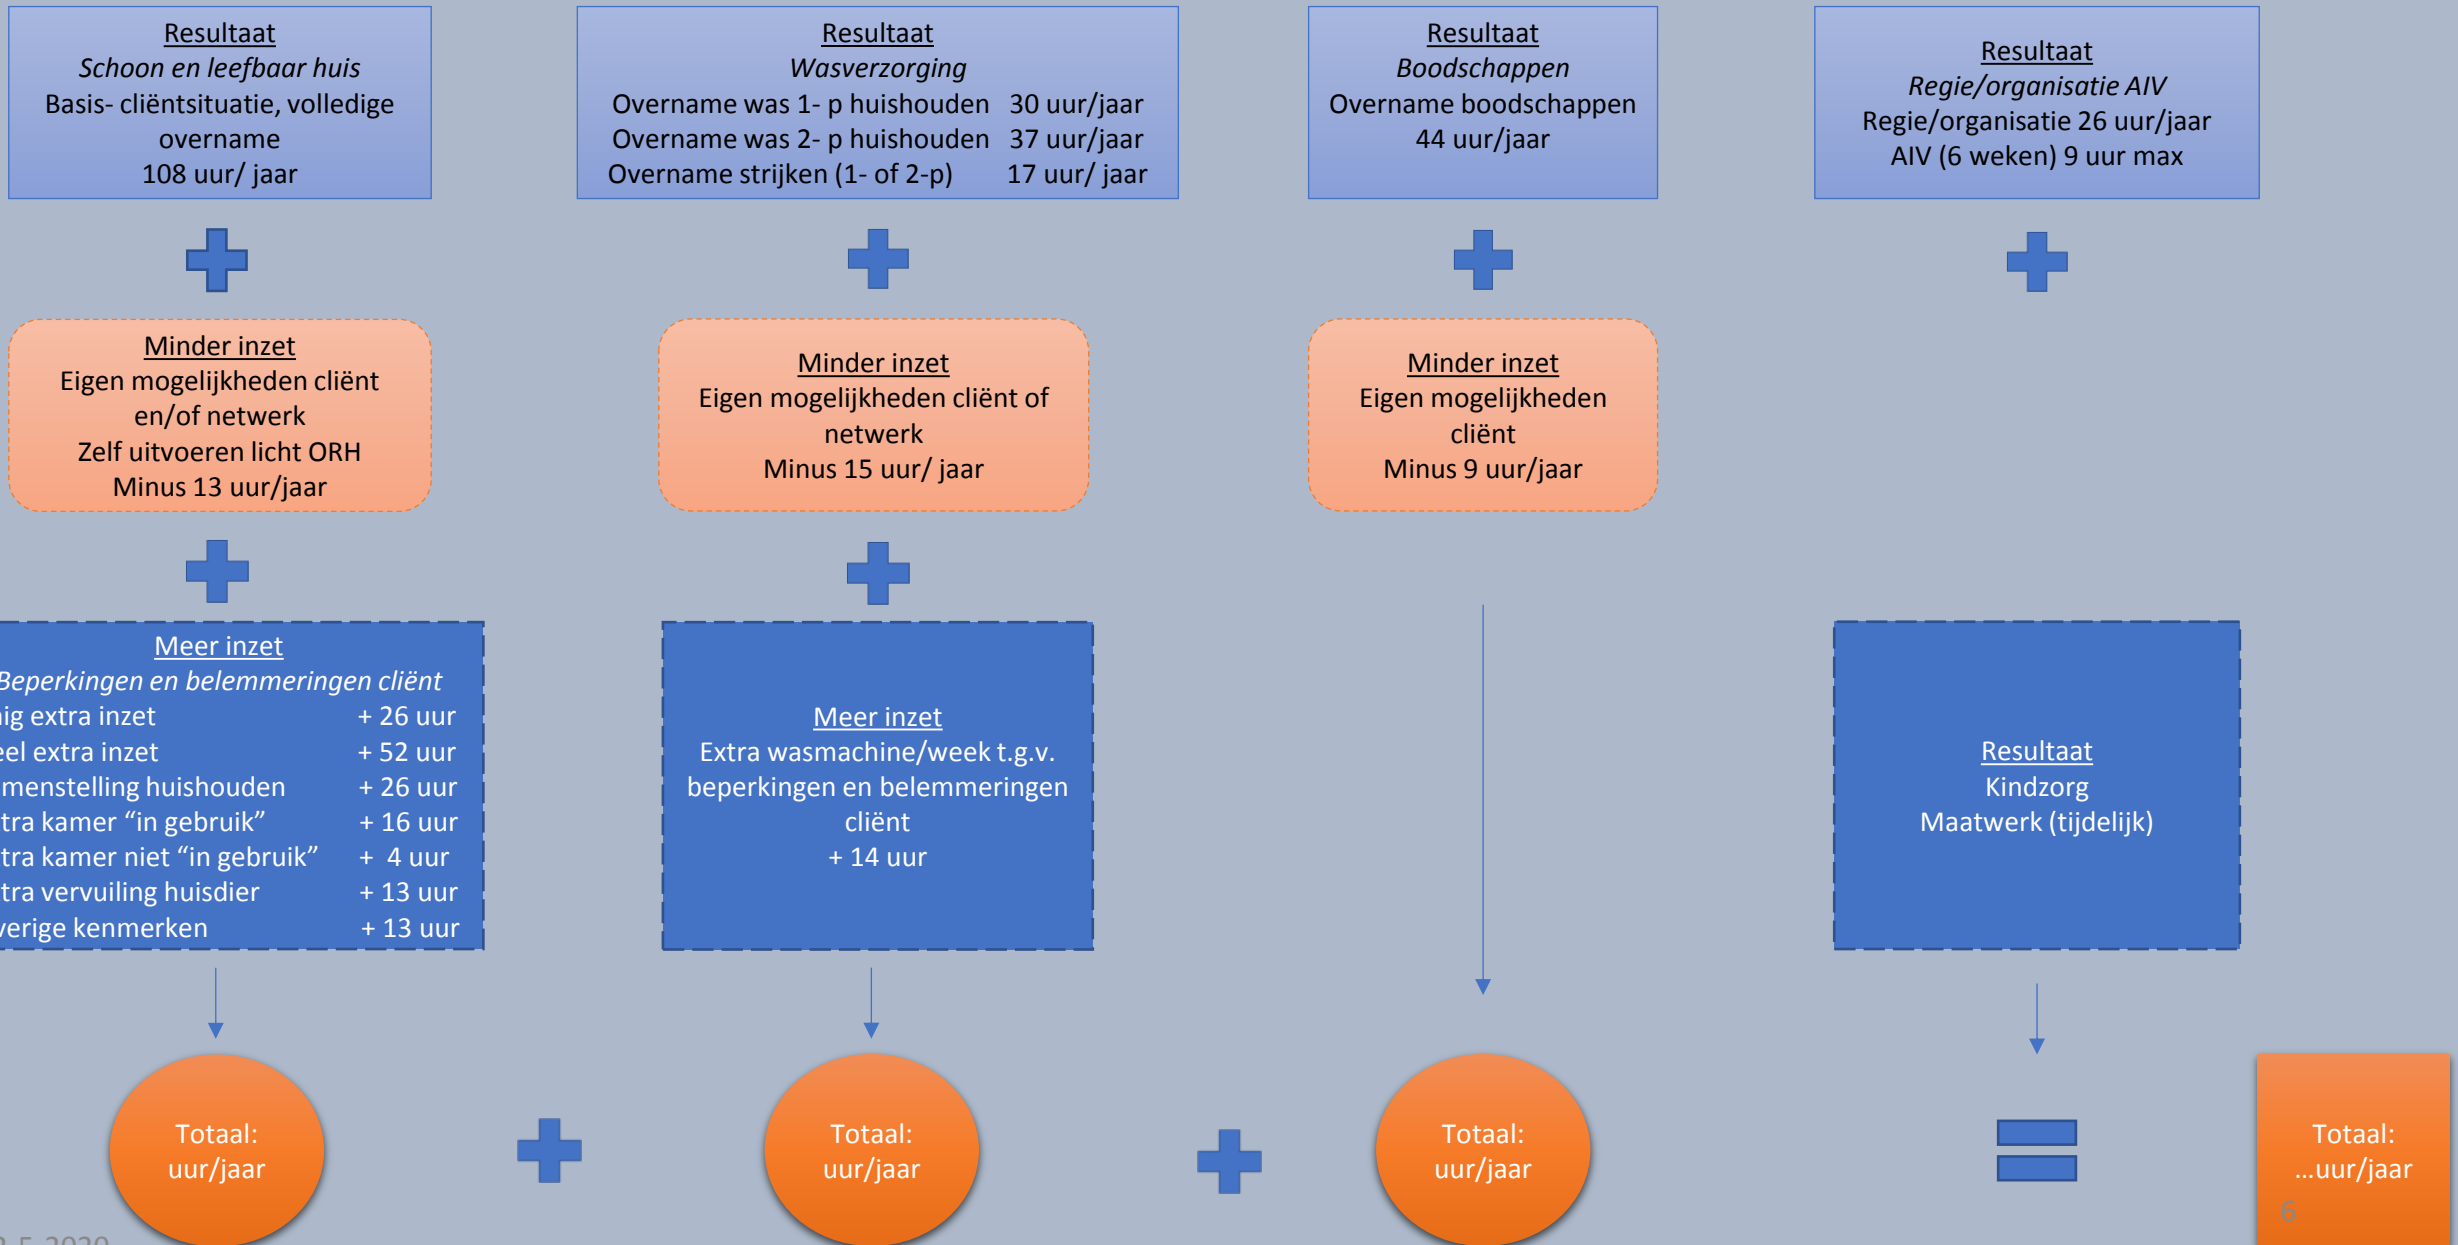 Resultaat
Schoon en leefbaar huis
Basis- cliëntsituatie, volledige
overname
108 uur/ jaar
Resultaat
Wasverzorging
Overname was 1- p huishouden 30 uur/jaar
Overname was 2- p huishouden 37 uur/jaar
Overname strijken (1- of 2-p) 17 uur/ jaar
Resultaat
Boodschappen
Overname boodschappen
44 uur/jaar
Resultaat
Regie/organisatie AIV
Regie/organisatie 26 uur/jaar
AIV (6 weken) 9 uur max
Minder inzet
Eigen mogelijkheden cliënt
en/of netwerk
Zelf uitvoeren licht ORH
Minus 13 uur/jaar
Minder inzet
Eigen mogelijkheden cliënt of
netwerk
Minus 15 uur/ jaar
Minder inzet
Eigen mogelijkheden
cliënt
Minus 9 uur/jaar
Meer inzet
Beperkingen en belemmeringen cliënt
extra inzet + 26 uur
extra inzet + 52 uur
menstelling huishouden + 26 uur
tra kamer “in gebruik” + 16 uur
tra kamer niet “in gebruik” + 4 uur
tra vervuiling huisdier + 13 uur
verige kenmerken + 13 uur
Meer inzet
Extra wasmachine/week t.g.v.
beperkingen en belemmeringen
cliënt
+ 14 uur
Resultaat
Kindzorg
Maatwerk (tijdelijk)
Totaal:
uur/jaar
Totaal:
uur/jaar
Totaal:
uur/jaar
Totaal:
...uur/jaar
6
-5-2020